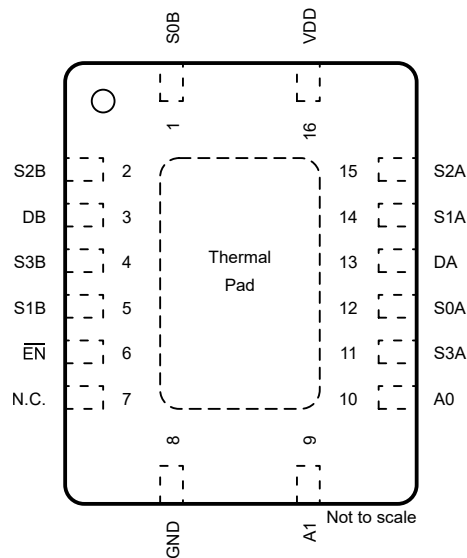 S0B
VDD
1
16
S2B 2 15 S2A
DB 3 14 S1A
S3B 4 13 DA
Thermal
Pad
S1B 5 12 S0A
E̅N̅ 6 11 S3A
N.C. 7 10 A0
8
9
Not to scale
GND
A1